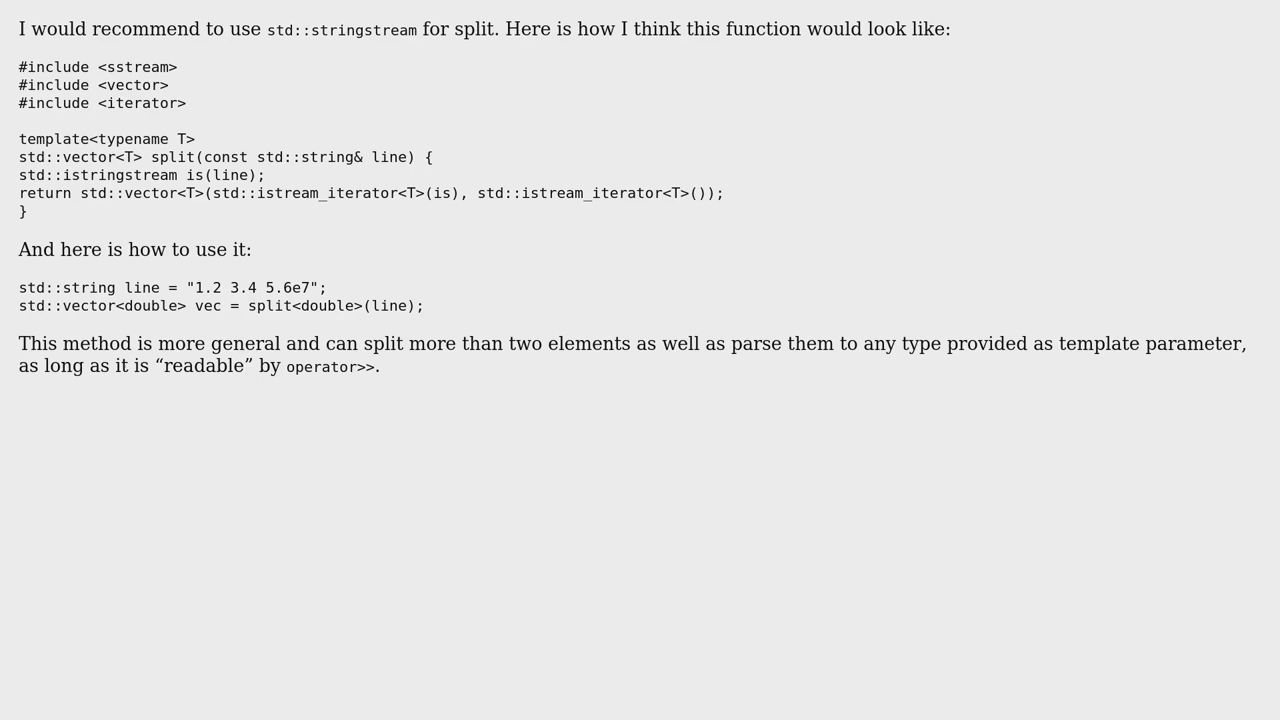 I would recommend to use std::stringstream for split. Here is how I think this function would look like:
#include <sstream>
#include <vector>
#include <iterator>
template<typename T>
std::vector<T> split(const std::string& line) {
std::istringstream is(line);
return std::vector<T>(std::istream_iterator<T>(is), std::istream_iterator<T>());
}
And here is how to use it:
std::string line = "1.2 3.4 5.6e7";
std::vector<double> vec = split<double>(line);
This method is more general and can split more than two elements as well as parse them to any type provided as template parameter,
as long as it is “readable” by operator>>.